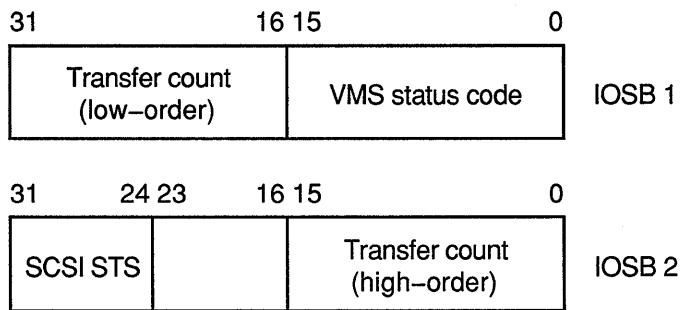 31 16 15 0
Transfer count
(low–order)
VMS status code
IOSB 1
31 24 23 16 15 0
SCSI STS
Transfer count
(high–order)
IOSB 2